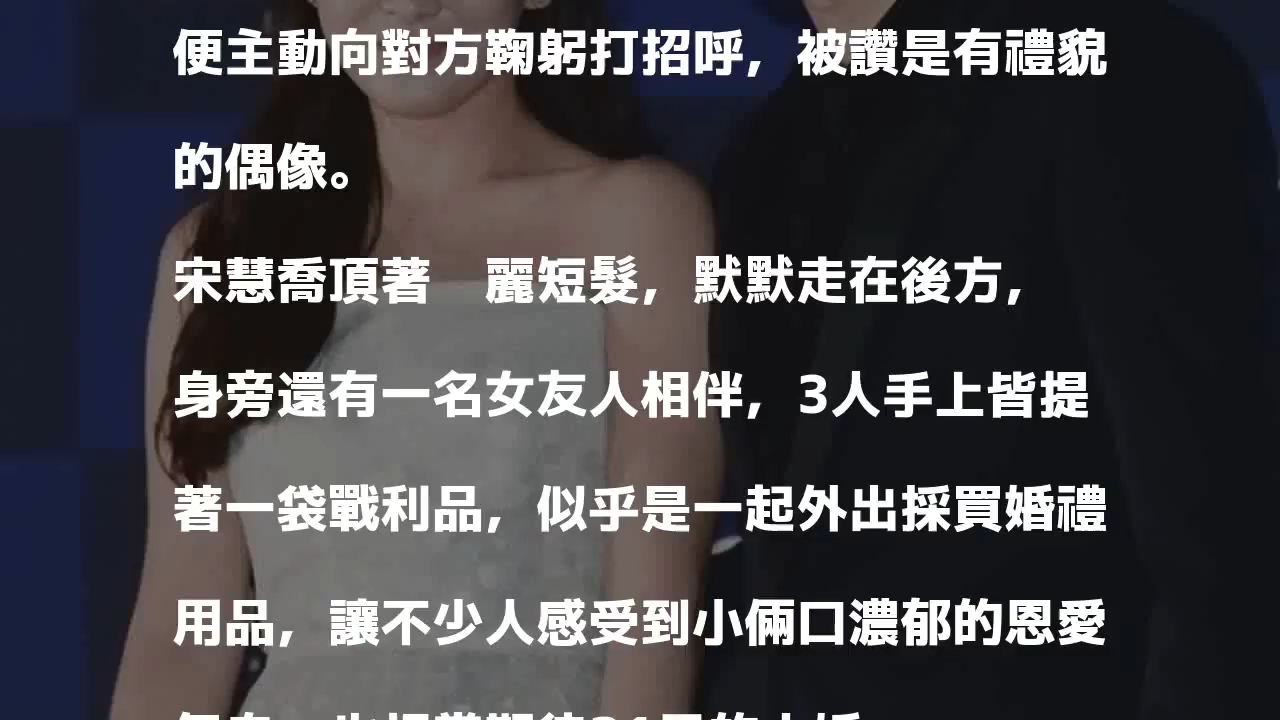 便主動向對方鞠躬打招呼，被讚是有禮貌
的偶像。
宋慧喬頂著　麗短髮，默默走在後方，
身旁還有一名女友人相伴，3人手上皆提
著一袋戰利品，似乎是一起外出採買婚禮
用品，讓不少人感受到小倆口濃郁的恩愛